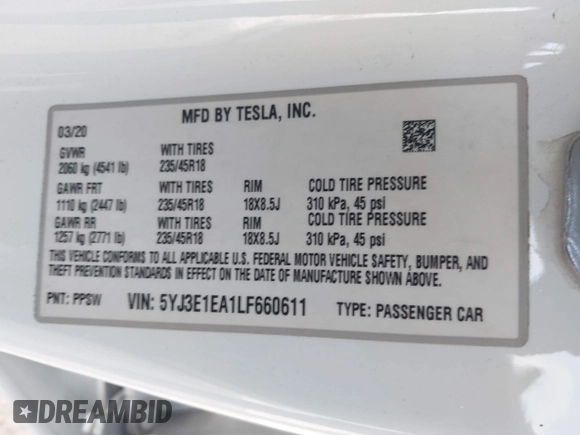 MFD BY TESLA, INC.
03/20
GVWR WITH TIRES
2060 kg (4541 lb) 235/45R18
GAWR FRT WITH TIRES RIM COLD TIRE PRESSURE
1110 kg (2447 lb) 235/45R18 18X8.5J 310 kPa, 45 psi
GAWR RR WITH TIRES RIM COLD TIRE PRESSURE
1257 kg (2771 lb) 235/45R18 18X8.5J 310 kPa, 45 psi
THIS VEHICLE CONFORMS TO ALL APPLICABLE U.S. FEDERAL MOTOR VEHICLE SAFETY, BUMPER, AND
THEFT PREVENTION STANDARDS IN EFFECT ON THE DATE OF MANUFACTURE SHOWN ABOVE.
PNT: PPSW VIN: 5YJ3E1EA1LF660611 TYPE: PASSENGER CAR
DREAMBID